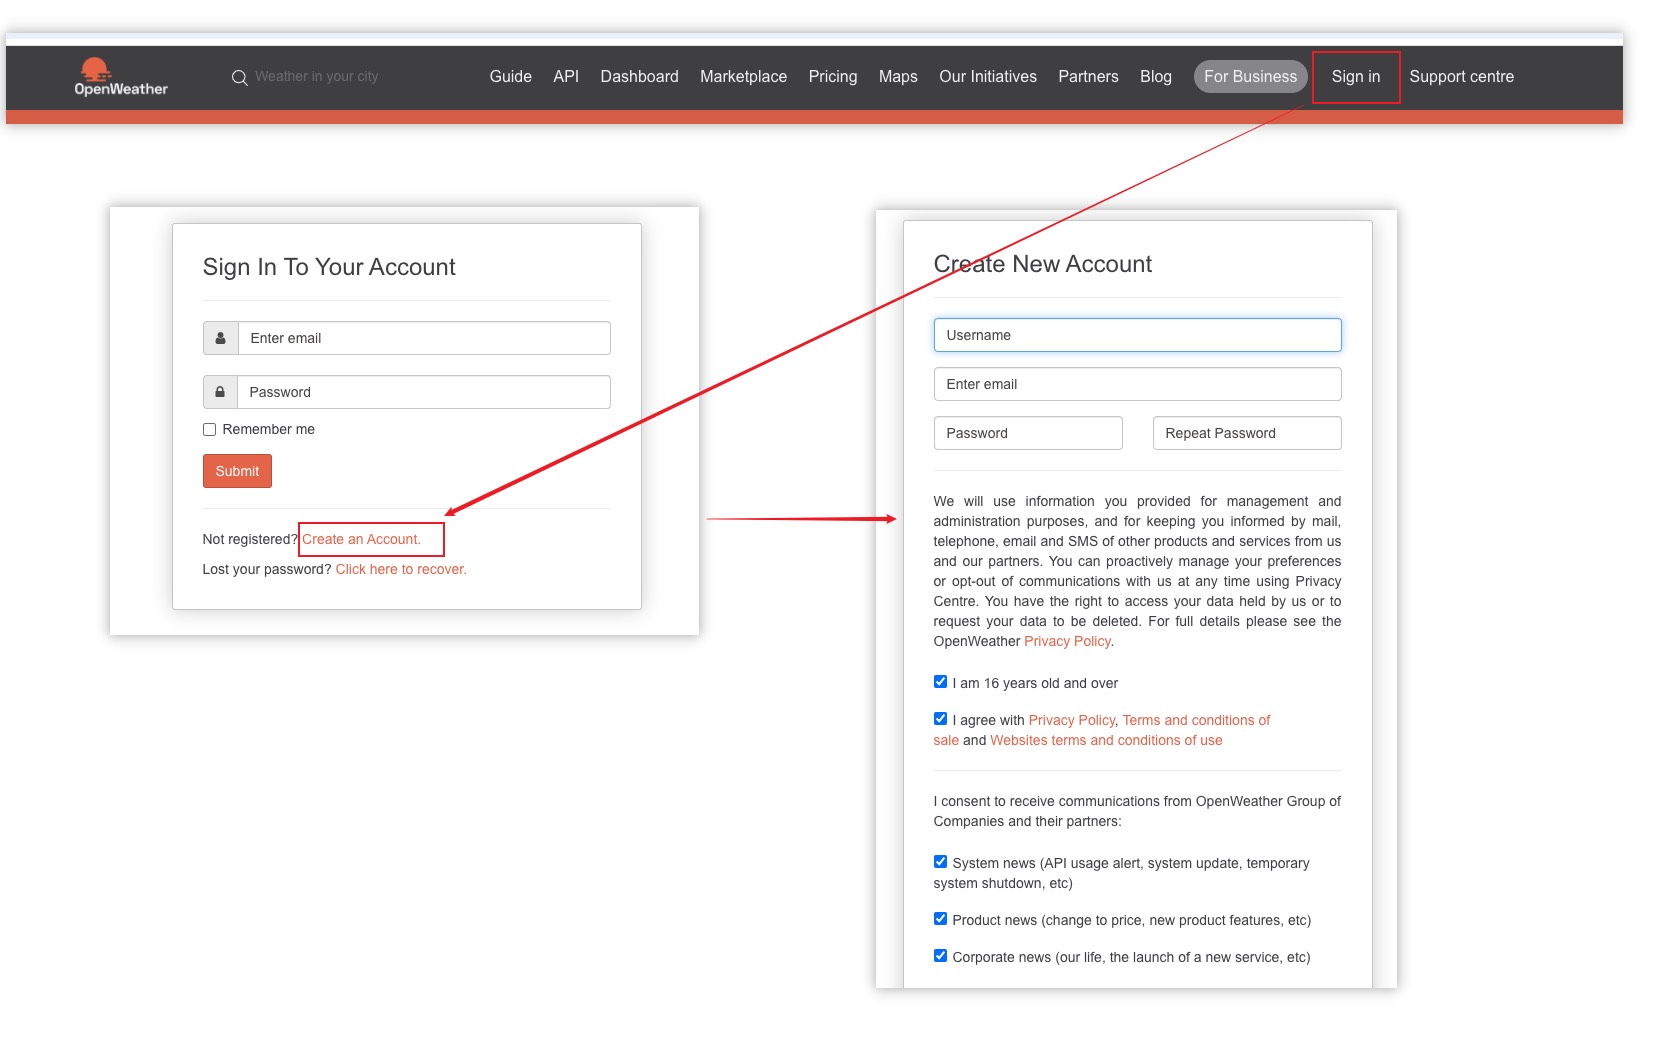 OpenWeather
Weather in your city
Guide API Dashboard Marketplace Pricing Maps Our Initiatives Partners Blog For Business Sign in Support centre
Sign In To Your Account
Enter email
Password
Remember me
Submit
Not registered? Create an Account.
Lost your password? Click here to recover.
Create New Account
Username
Enter email
Password Repeat Password
We will use information you provided for management and
administration purposes, and for keeping you informed by mail,
telephone, email and SMS of other products and services from us
and our partners. You can proactively manage your preferences
or opt-out of communications with us at any time using Privacy
Centre. You have the right to access your data held by us or to
request your data to be deleted. For full details please see the
OpenWeather Privacy Policy.
I am 16 years old and over
I agree with Privacy Policy, Terms and conditions of
sale and Websites terms and conditions of use
I consent to receive communications from OpenWeather Group of
Companies and their partners:
System news (API usage alert, system update, temporary
system shutdown, etc)
Product news (change to price, new product features, etc)
Corporate news (our life, the launch of a new service, etc)